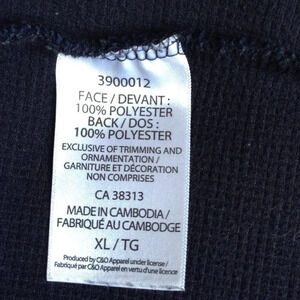 3900012
FACE / DEVANT :
100% POLYESTER
BACK / DOS :
100% POLYESTER
EXCLUSIVE OF TRIMMING AND
ORNAMENTATION /
GARNITURE ET DÉCORATION
NON COMPRISES
CA 38313
MADE IN CAMBODIA /
FABRIQUÉ AU CAMBODGE
XL / TG
Produced by C&O Apparel under license /
Fabriqué par C&O Apparel en vertu d'une licence